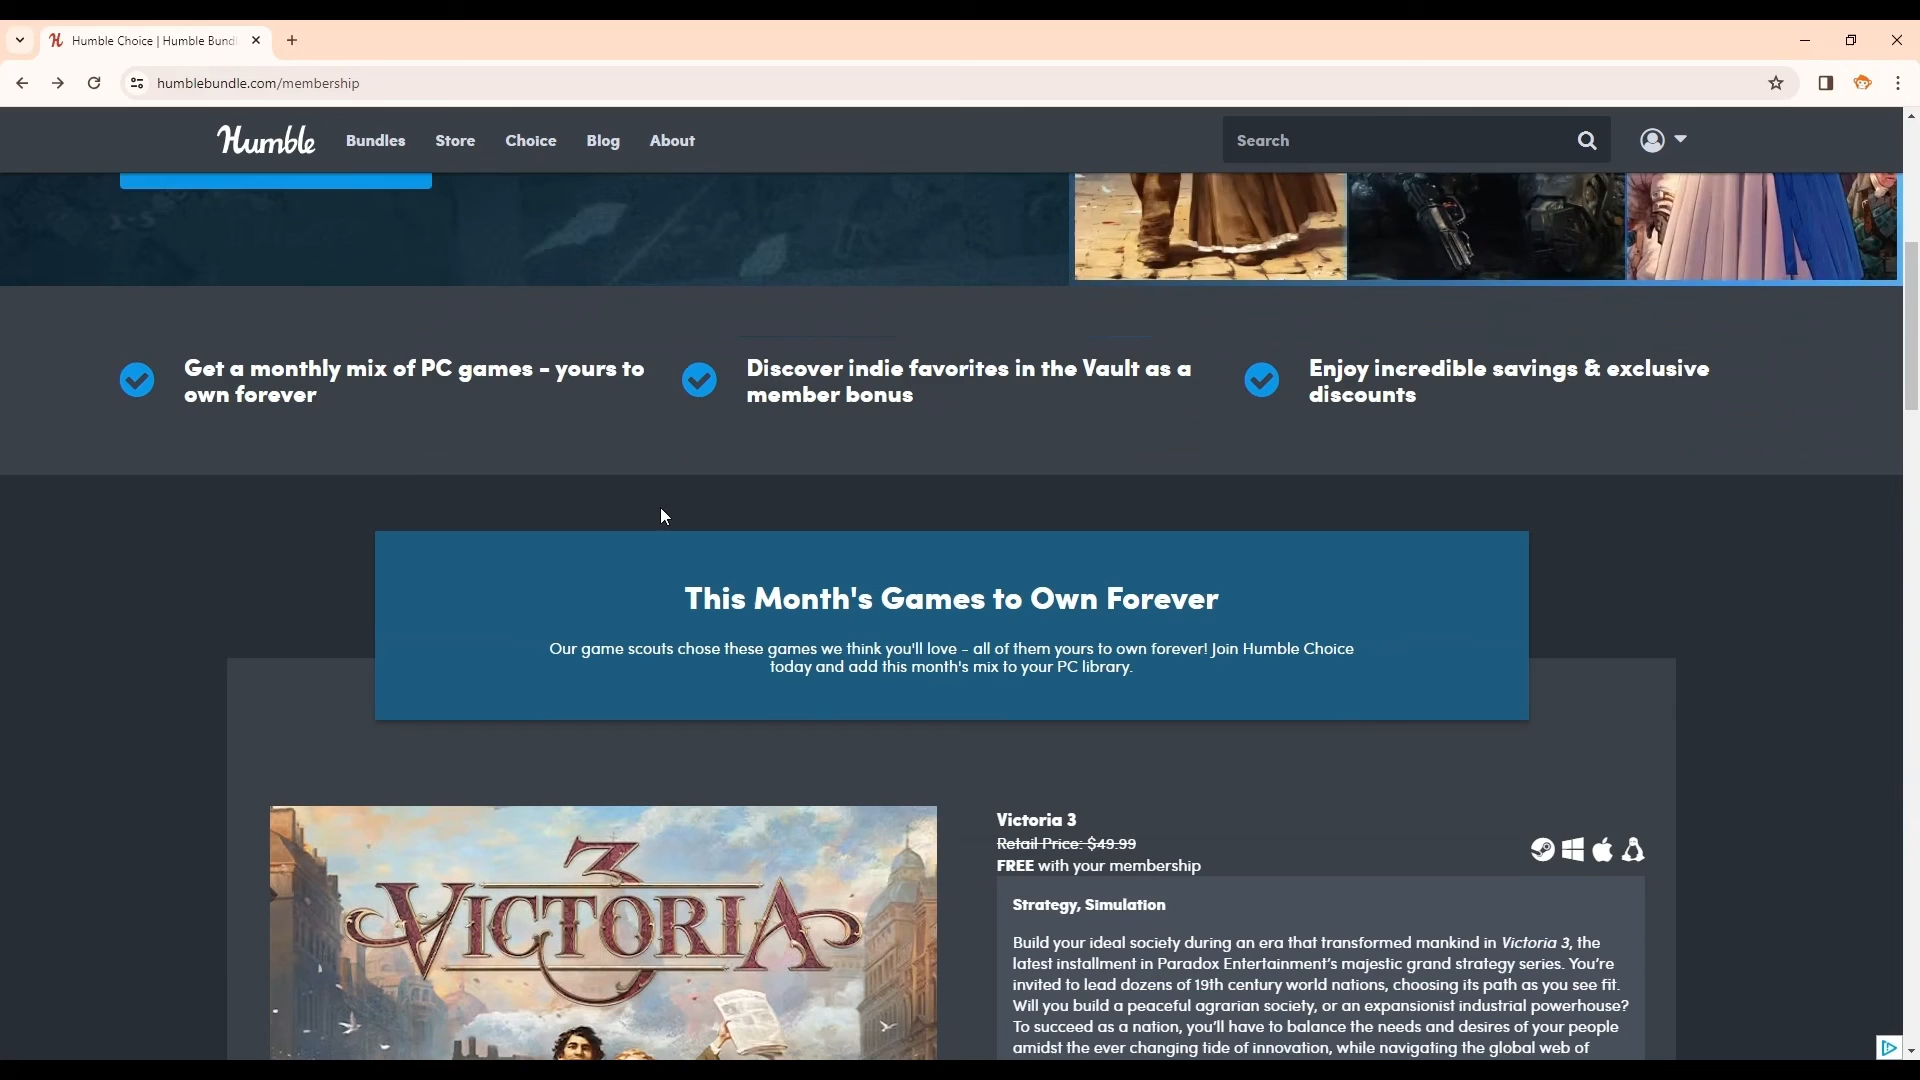 Humble Choice | Humble Bundl
humblebundle.com/membership
Humble Bundles Store Choice Blog About Search
Get a monthly mix of PC games - yours to
own forever
Discover indie favorites in the Vault as a
member bonus
Enjoy incredible savings & exclusive
discounts
This Month's Games to Own Forever
Our game scouts chose these games we think you'll love - all of them yours to own forever! Join Humble Choice
today and add this month's mix to your PC library.
3
VICTORIA
Victoria 3
Retail Price: $49.99
FREE with your membership
Strategy, Simulation
Build your ideal society during an era that transformed mankind in Victoria 3, the
latest installment in Paradox Entertainment's majestic grand strategy series. You're
invited to lead dozens of 19th century world nations, choosing its path as you see fit.
Will you build a peaceful agrarian society, or an expansionist industrial powerhouse?
To succeed as a nation, you'll have to balance the needs and desires of your people
amidst the ever changing tide of innovation, while navigating the global web of